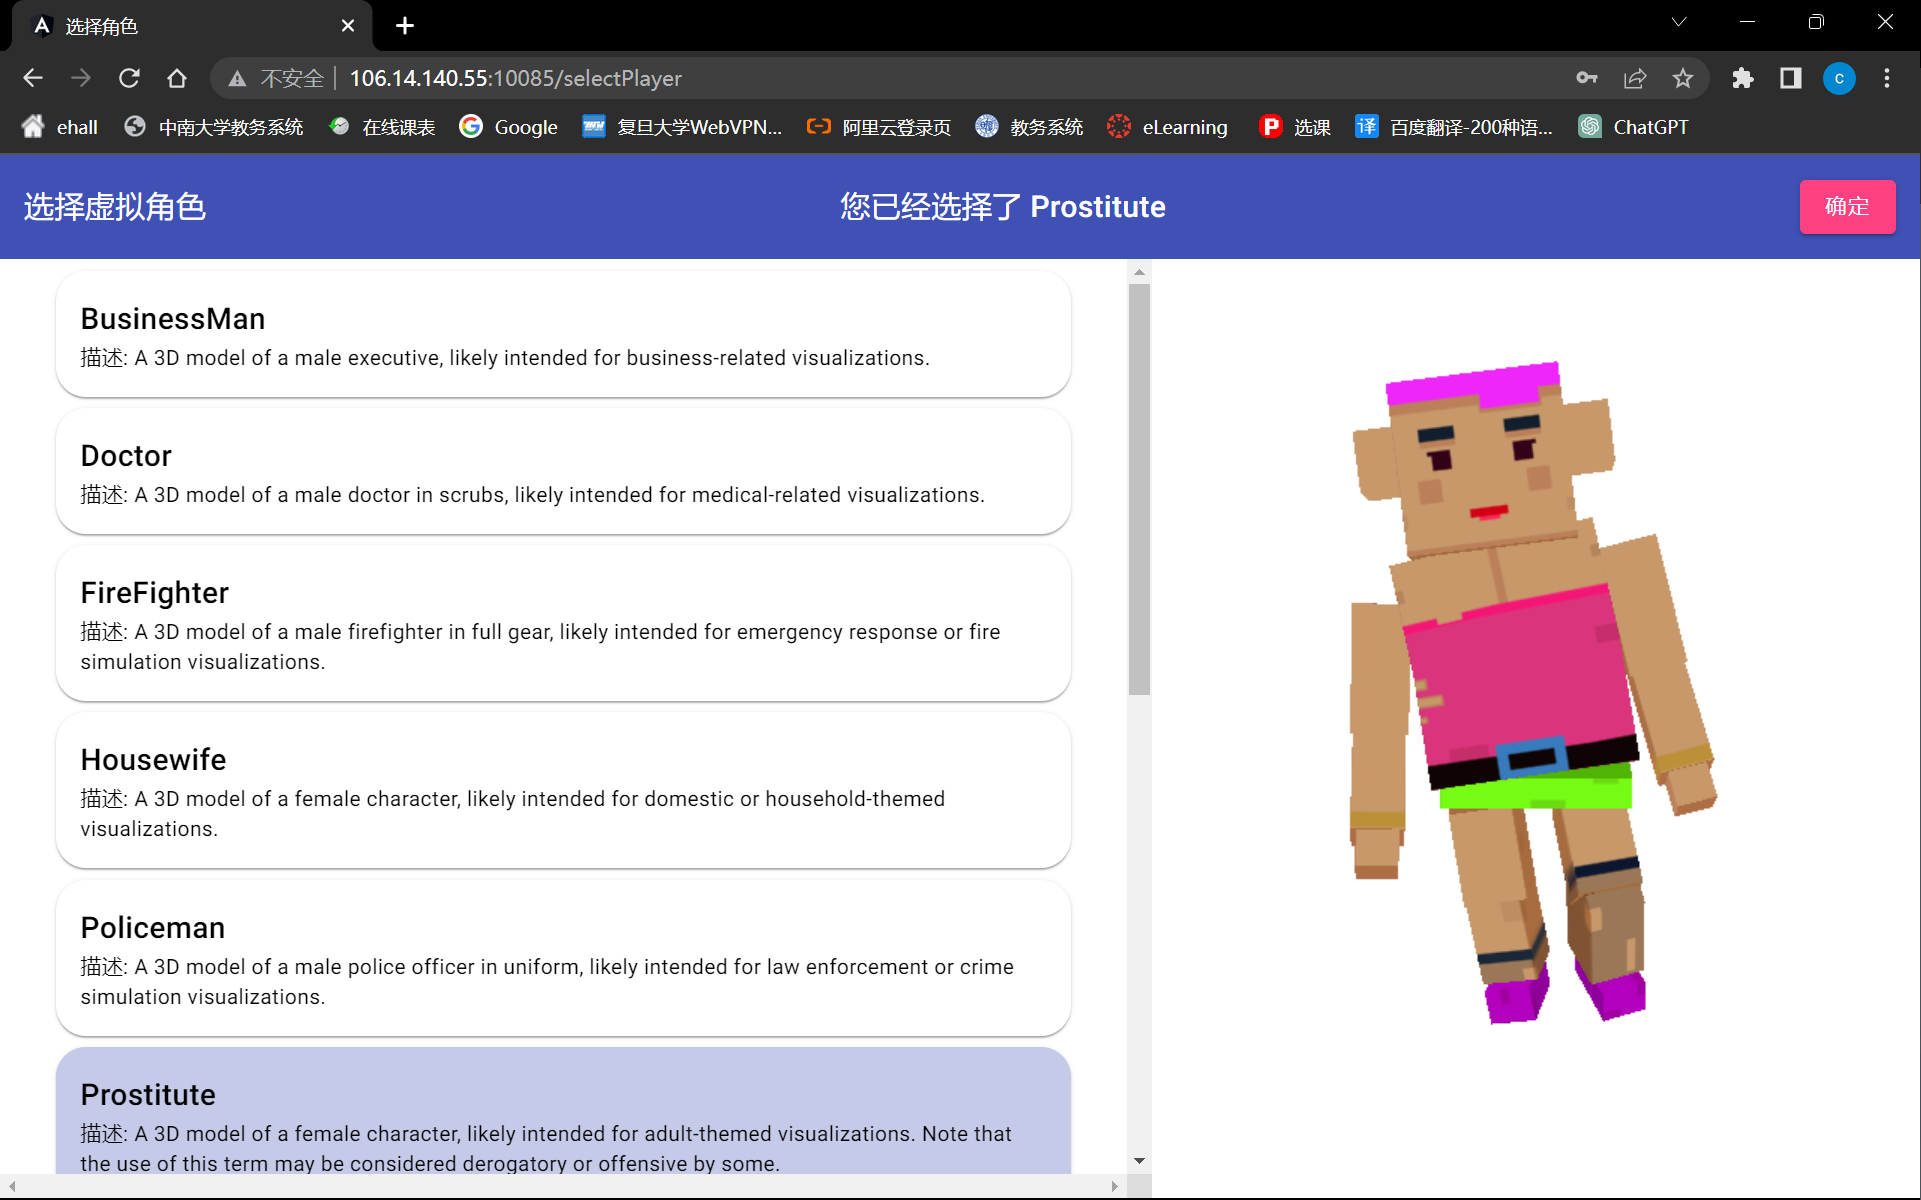 选择角色
不安全 106.14.140.55:10085/selectPlayer
c
ehall 中南大学教务系统 在线课表 Google 复旦大学WebVPN... 阿里云登录页 教务系统 eLearning 选课 百度翻译-200种语... ChatGPT
选择虚拟角色 您已经选择了 Prostitute 确定
BusinessMan
描述: A 3D model of a male executive, likely intended for business-related visualizations.
Doctor
描述: A 3D model of a male doctor in scrubs, likely intended for medical-related visualizations.
FireFighter
描述: A 3D model of a male firefighter in full gear, likely intended for emergency response or fire
simulation visualizations.
Housewife
描述: A 3D model of a female character, likely intended for domestic or household-themed
visualizations.
Policeman
描述: A 3D model of a male police officer in uniform, likely intended for law enforcement or crime
simulation visualizations.
Prostitute
描述: A 3D model of a female character, likely intended for adult-themed visualizations. Note that
the use of this term may be considered derogatory or offensive by some.